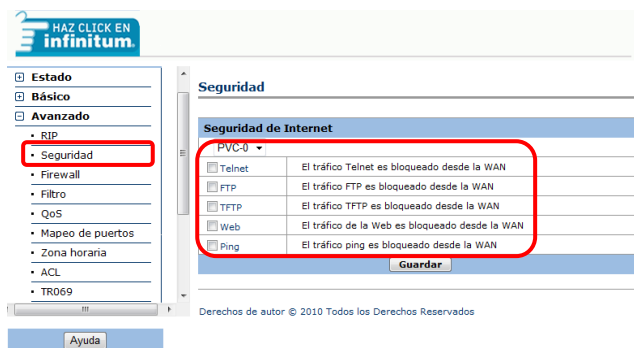 HAZ CLICK EN
infinitum.
Estado
Básico
Avanzado
RIP
Seguridad
Firewall
Filtro
QoS
Mapeo de puertos
Zona horaria
ACL
TR069
Ayuda
Seguridad
Seguridad de Internet
PVC-0
Telnet El tráfico Telnet es bloqueado desde la WAN
FTP El tráfico FTP es bloqueado desde la WAN
TFTP El tráfico TFTP es bloqueado desde la WAN
Web El tráfico de la Web es bloqueado desde la WAN
Ping El tráfico ping es bloqueado desde la WAN
Guardar
Derechos de autor © 2010 Todos los Derechos Reservados